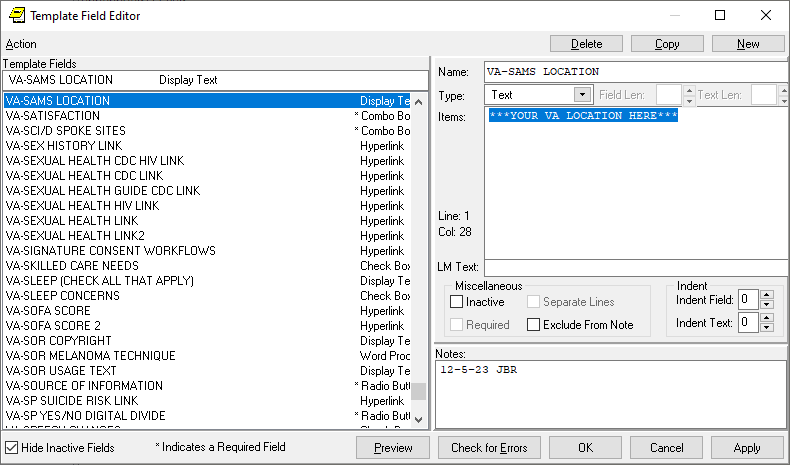 Template Field Editor
Action
Delete
Copy
New
Template Fields
VA-SAMS LOCATION Display Text
VA-SAMS LOCATION Display Te
VA-SATISFACTION * Combo Bo
VA-SCI/D SPOKE SITES * Combo Bo
VA-SEX HISTORY LINK Hyperlink
VA-SEXUAL HEALTH CDC HIV LINK Hyperlink
VA-SEXUAL HEALTH CDC LINK Hyperlink
VA-SEXUAL HEALTH GUIDE CDC LINK Hyperlink
VA-SEXUAL HEALTH HIV LINK Hyperlink
VA-SEXUAL HEALTH LINK Hyperlink
VA-SEXUAL HEALTH LINK2 Hyperlink
VA-SIGNATURE CONSENT WORKFLOWS Hyperlink
VA-SKILLED CARE NEEDS Check Box
VA-SLEEP (CHECK ALL THAT APPLY) Display Te
VA-SLEEP CONCERNS Check Box
VA-SOFA SCORE Hyperlink
VA-SOFA SCORE 2 Hyperlink
VA-SOR COPYRIGHT Display Te
VA-SOR MELANOMA TECHNIQUE Word Proc
VA-SOR USAGE TEXT Display Te
VA-SOURCE OF INFORMATION * Radio Butt
VA-SP SUICIDE RISK LINK Hyperlink
VA-SP YES/NO DIGITAL DIVIDE * Radio Butt
Name: VA-SAMS LOCATION
Type: Text Field Len: Text Len:
Items: ***YOUR VA LOCATION HERE***
Line: 1
Col: 28
LM Text:
Miscellaneous
Inactive
Separate Lines
Required
Exclude From Note
Indent
Indent Field: 0
Indent Text: 0
Notes:
12-5-23 JBR
Hide Inactive Fields
* Indicates a Required Field
Preview
Check for Errors
OK
Cancel
Apply